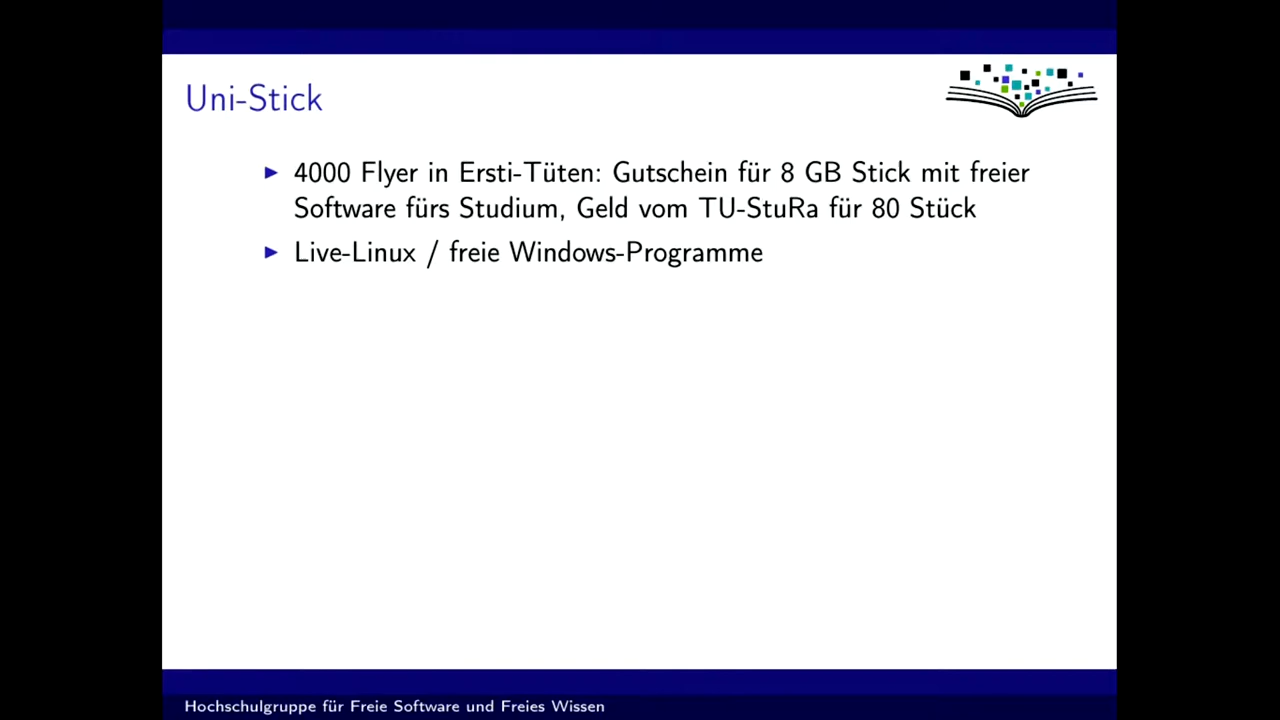 Uni-Stick
4000 Flyer in Ersti-Tüten: Gutschein für 8 GB Stick mit freier
Software fürs Studium, Geld vom TU-StuRa für 80 Stück
Live-Linux / freie Windows-Programme
Hochschulgruppe für Freie Software und Freies Wissen